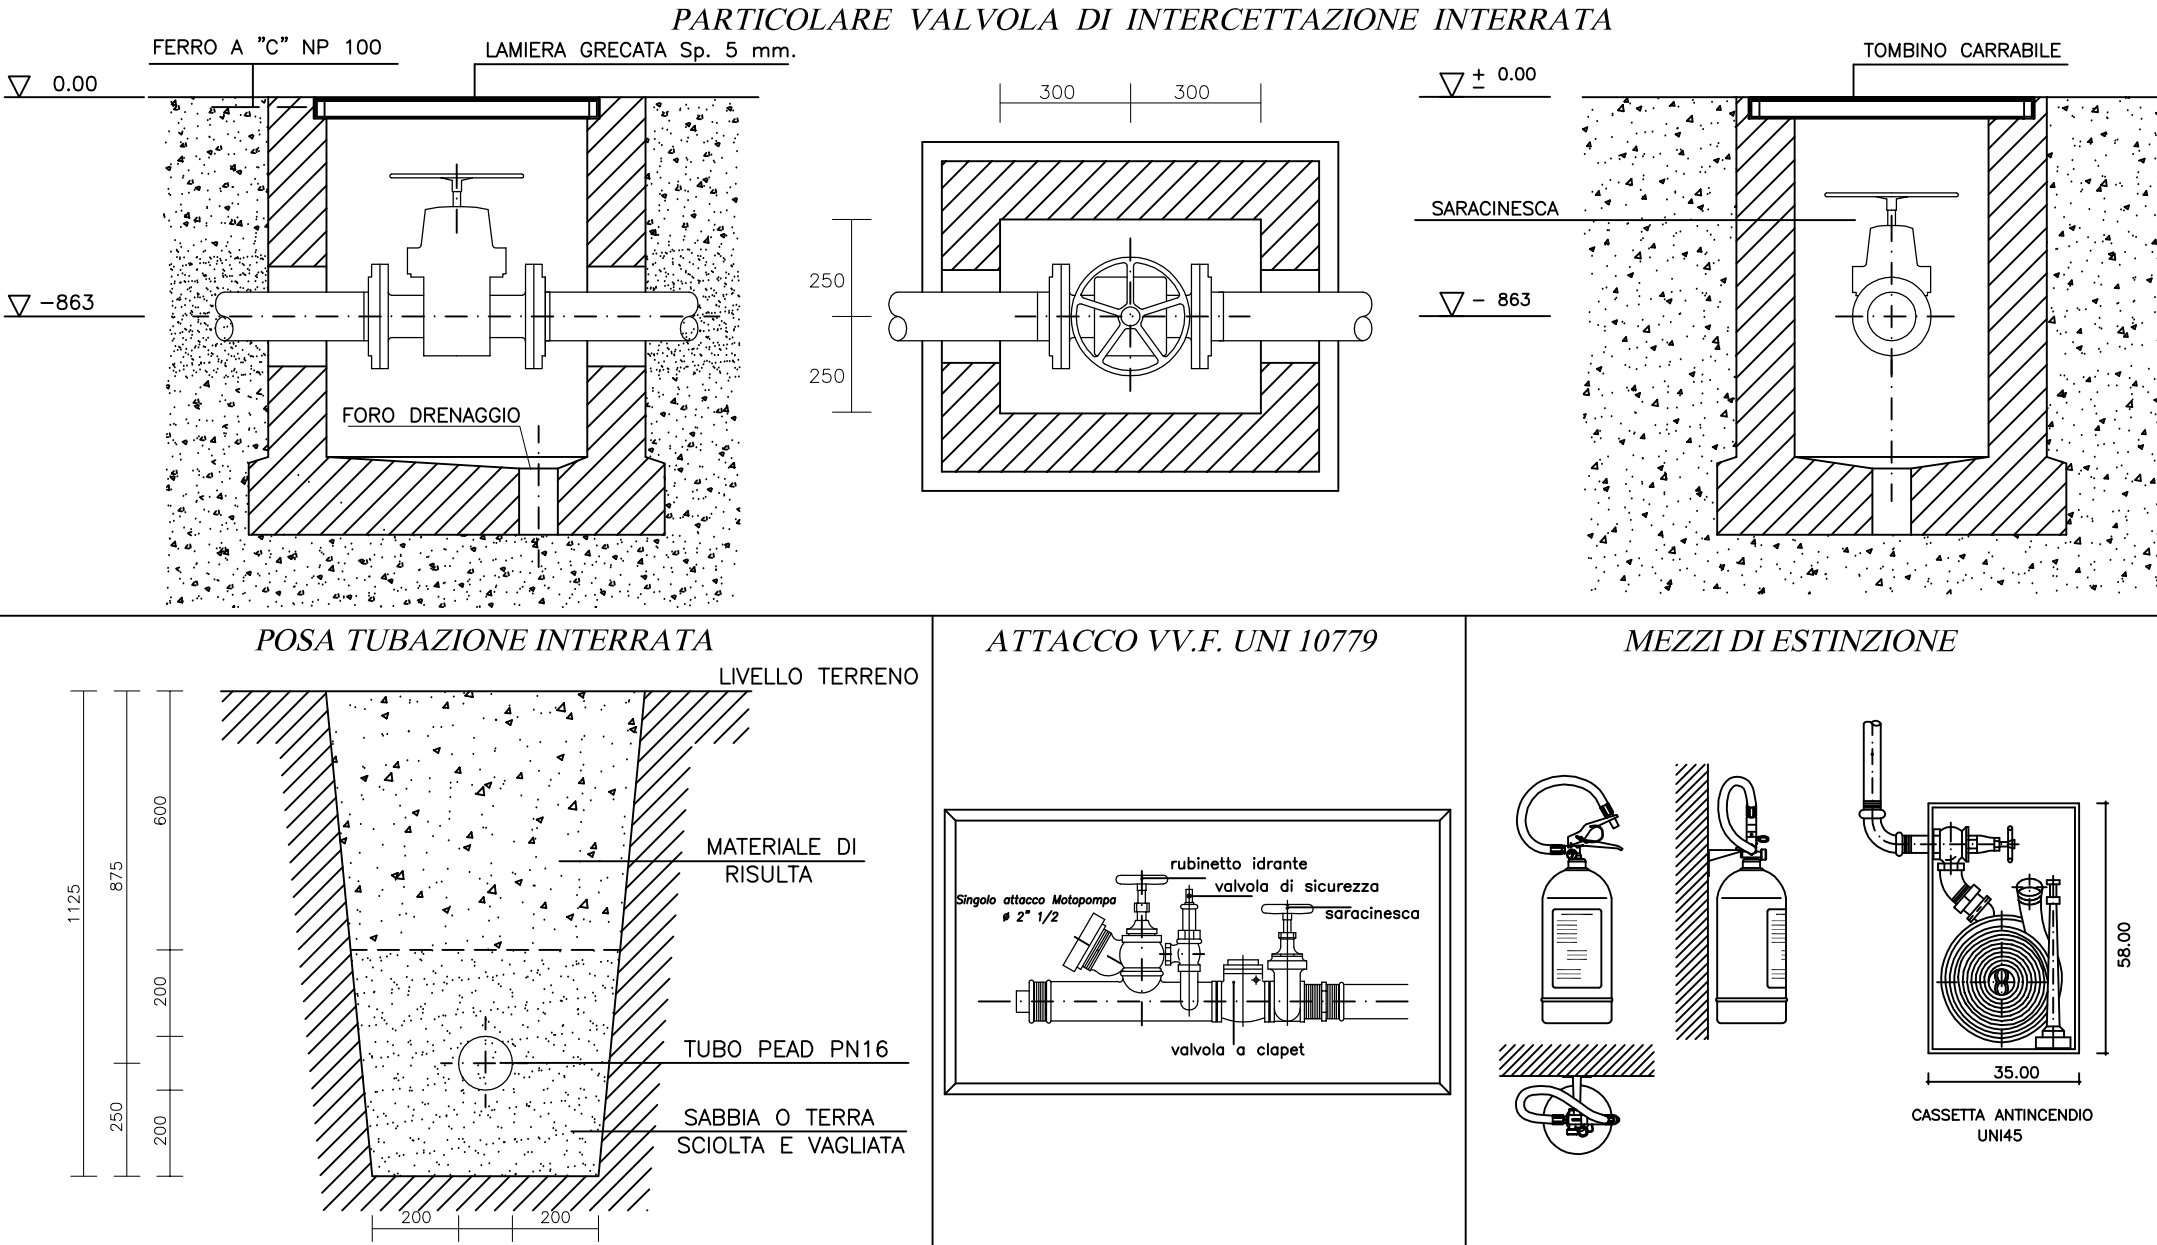 PARTICOLARE VALVOLA DI INTERCETTAZIONE INTERRATA
FERRO A "C" NP 100
LAMIERA GRECATA Sp. 5 mm.
0.00
-863
FORO DRENAGGIO
300
300
250
250
TOMBINO CARRABILE
± 0.00
SARACINESCA
- 863
POSA TUBAZIONE INTERRATA
LIVELLO TERRENO
1125
875
250
600
200
200
MATERIALE DI
RISULTA
TUBO PEAD PN16
SABBIA O TERRA
SCIOLTA E VAGLIATA
200
200
ATTACCO VV.F. UNI 10779
rubinetto idrante
valvola di sicurezza
Singolo attacco Motopompa
ø 2" 1/2
saracinesca
valvola a clapet
MEZZI DI ESTINZIONE
58.00
35.00
CASSETTA ANTINCENDIO
UNI45